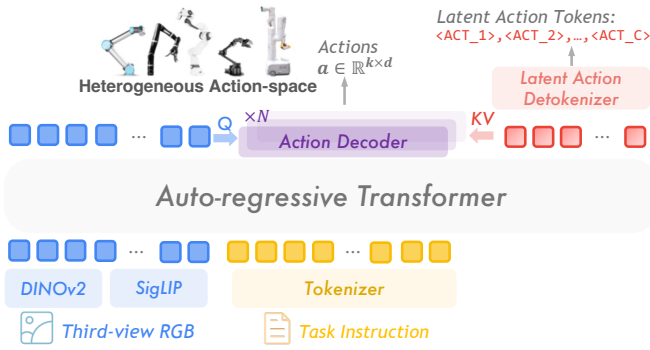 Latent Action Tokens:
<ACT_1>,<ACT_2>,…,<ACT_C>
Actions
a ∈ ℝ^{k×d}
Heterogeneous Action-space
Latent Action
Detokenizer
×N
Q
Action Decoder
KV
...
...
Auto-regressive Transformer
...
...
DINOv2
SigLIP
Tokenizer
Third-view RGB
Task Instruction